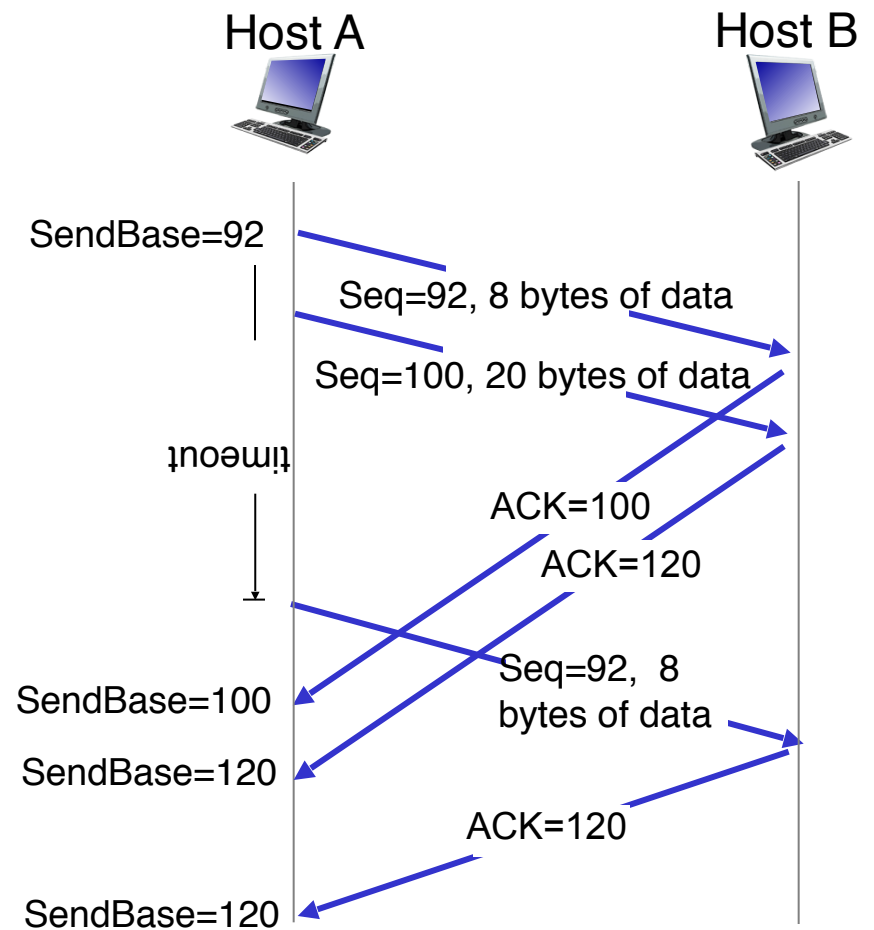 Host A
Host B
SendBase=92
Seq=92, 8 bytes of data
Seq=100, 20 bytes of data
timeout
ACK=100
ACK=120
Seq=92,  8
bytes of data
SendBase=100
SendBase=120
ACK=120
SendBase=120